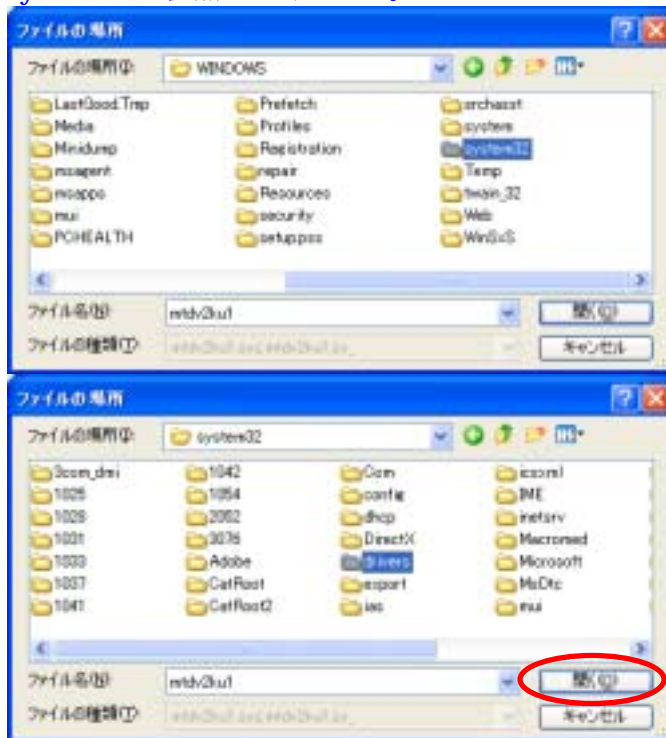 ファイルの場所
ファイルの場所(I): WINDOWS
LastGood.Tmp Prefetch srchasst
Media Profiles system
Minidump Registration system32
msagent repair Temp
msapps Resources twain_32
mui security Web
PCHEALTH setup.pss WinSxS
ファイル名(N): mtdv2ku1 開く(O)
ファイルの種類(T): キャンセル
ファイルの場所
ファイルの場所(I): system32
3com_dmi 1042 Com icsxml
1025 1054 config IME
1028 2052 dhcp inetsrv
1031 3076 DirectX Macromed
1033 Adobe drivers Microsoft
1037 CatRoot export MsDtc
1041 CatRoot2 ias mui
ファイル名(N): mtdv2ku1 開く(O)
ファイルの種類(T): キャンセル